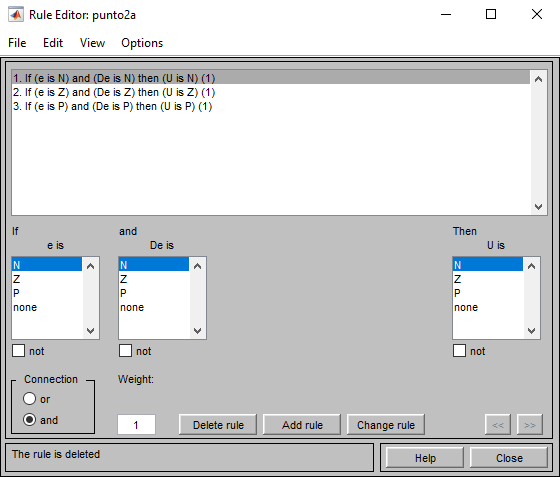 Rule Editor: punto2a
File Edit View Options
1. If (e is N) and (De is N) then (U is N) (1)
2. If (e is Z) and (De is Z) then (U is Z) (1)
3. If (e is P) and (De is P) then (U is P) (1)
If and Then
e is De is U is
N N N
Z Z Z
P P P
none none none
not not not
Connection Weight:
or
and 1 Delete rule Add rule Change rule << >>
The rule is deleted Help Close